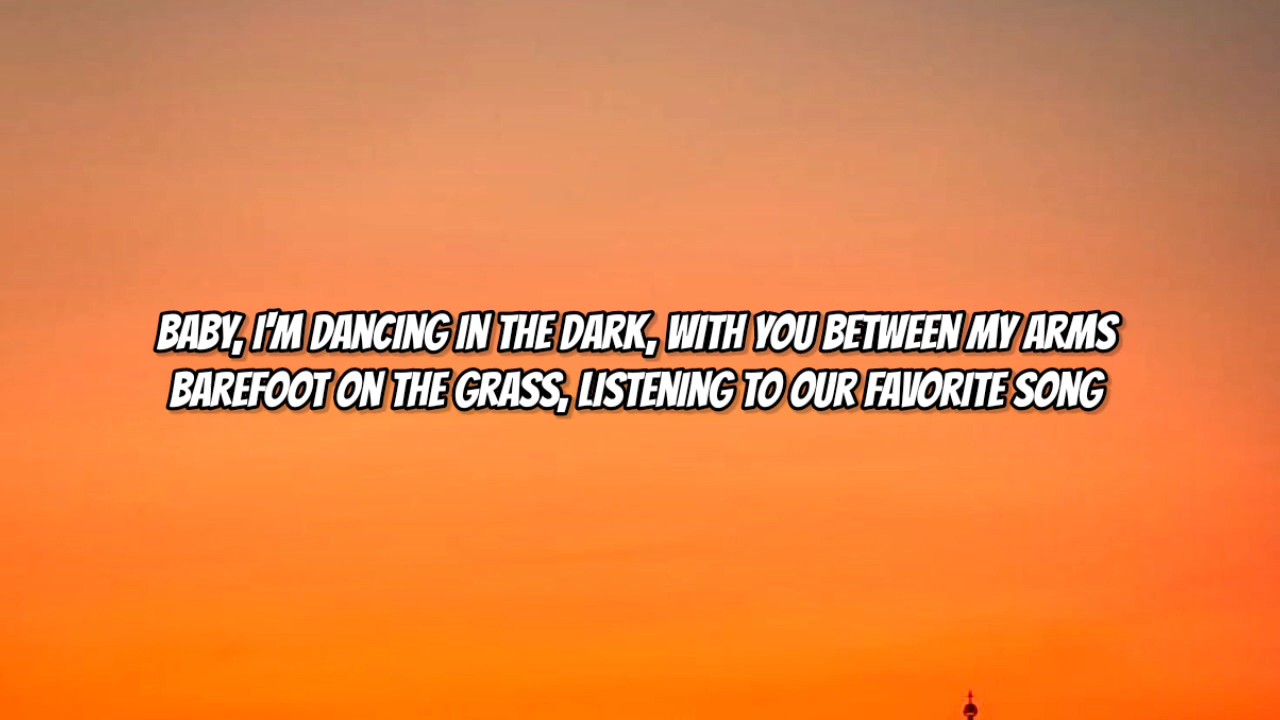 BABY, I'M DANCING IN THE DARK, WITH YOU BETWEEN MY ARMS
BAREFOOT ON THE GRASS, LISTENING TO OUR FAVORITE SONG